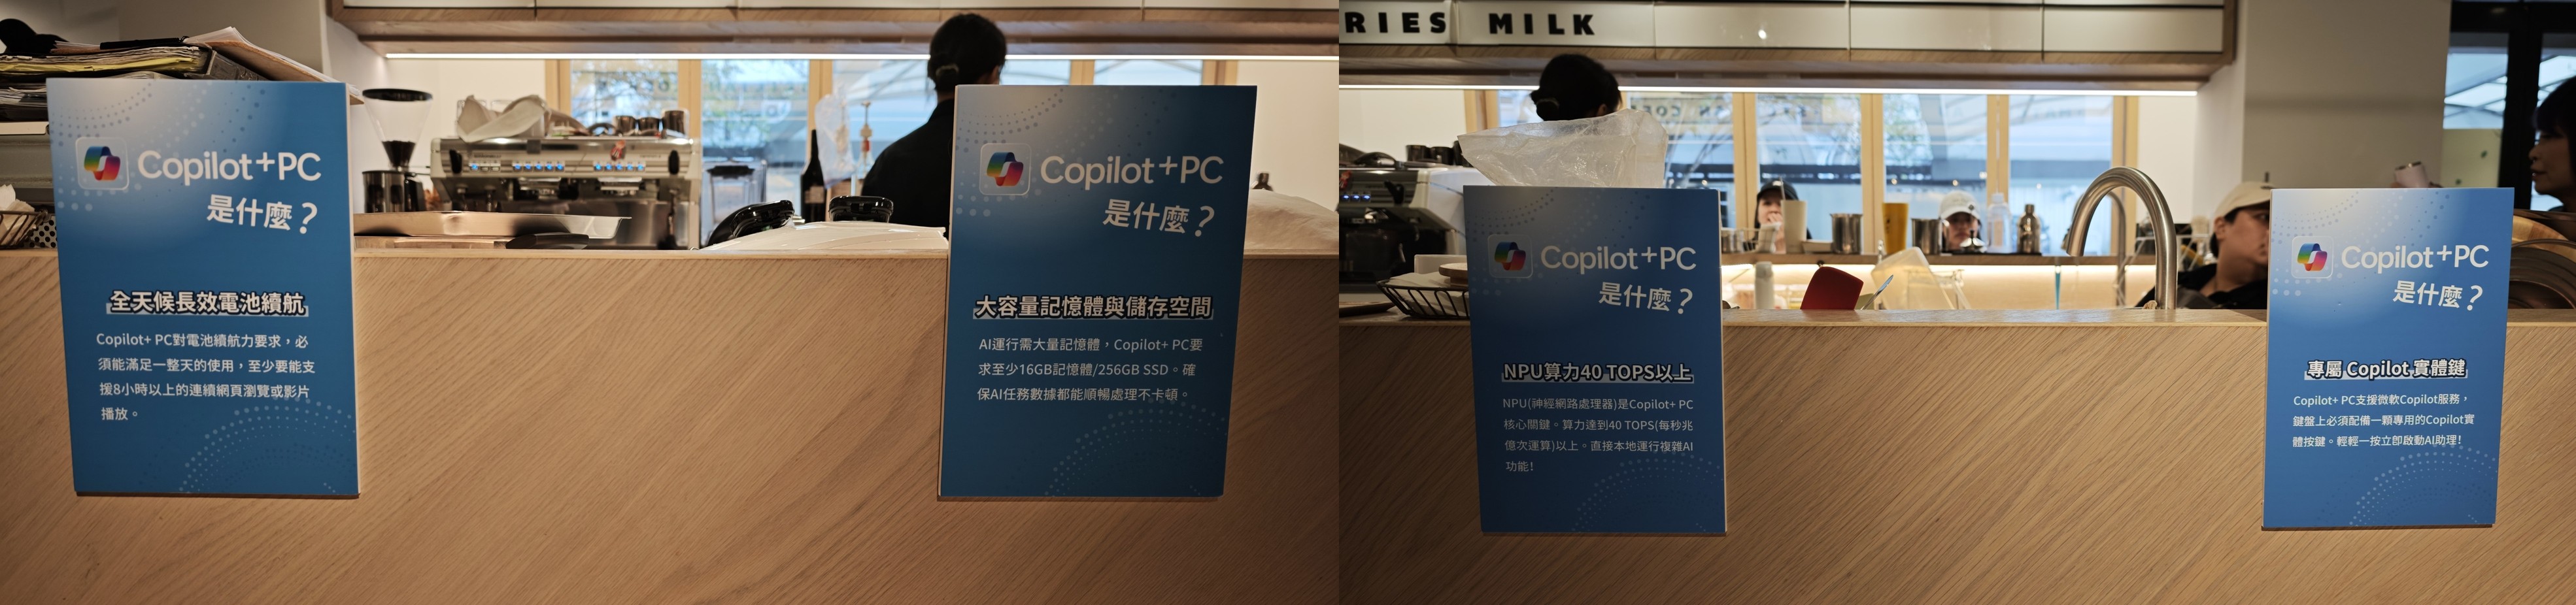 Copilot+PC
是什麼？
全天候長效電池續航
Copilot+ PC對電池續航力要求，必
須能滿足一整天的使用，至少要能支
援8小時以上的連續網頁瀏覽或影片
播放。
Copilot+PC
是什麼？
大容量記憶體與儲存空間
AI運行需大量記憶體，Copilot+ PC要
求至少16GB記憶體/256GB SSD。確
保AI任務數據都能順暢處理不卡頓。
RIES MILK
Copilot+PC
是什麼？
NPU算力40 TOPS以上
NPU(神經網路處理器)是Copilot+ PC
核心關鍵。算力達到40 TOPS(每秒兆
億次運算)以上。直接本地運行複雜AI
功能！
Copilot+PC
是什麼？
專屬 Copilot 實體鍵
Copilot+ PC支援微軟Copilot服務，
鍵盤上必須配備一顆專用的Copilot實
體按鍵。輕輕一按立即啟動AI助理！